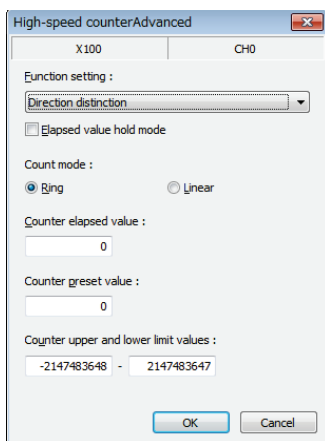 High-speed counterAdvanced
X100 CH0
Function setting :
Direction distinction
Elapsed value hold mode
Count mode :
Ring Linear
Counter elapsed value :
0
Counter preset value :
0
Counter upper and lower limit values :
-2147483648 - 2147483647
OK Cancel